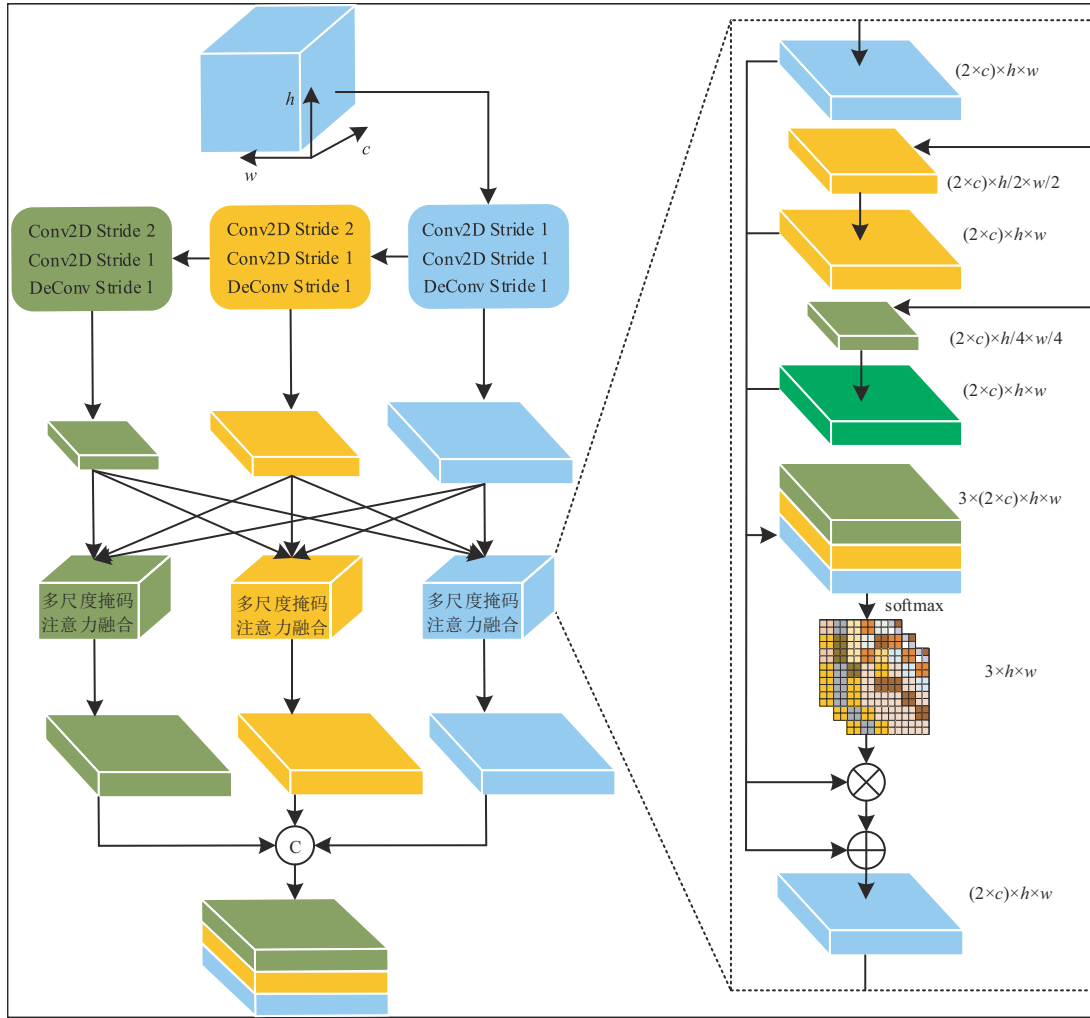 h
c
w
Conv2D Stride 2
Conv2D Stride 1
DeConv Stride 1
Conv2D Stride 2
Conv2D Stride 1
DeConv Stride 1
Conv2D Stride 1
Conv2D Stride 1
DeConv Stride 1
多尺度掩码
注意力融合
多尺度掩码
注意力融合
多尺度掩码
注意力融合
C
(2×c)×h×w
(2×c)×h/2×w/2
(2×c)×h×w
(2×c)×h/4×w/4
(2×c)×h×w
3×(2×c)×h×w
softmax
3×h×w
(2×c)×h×w